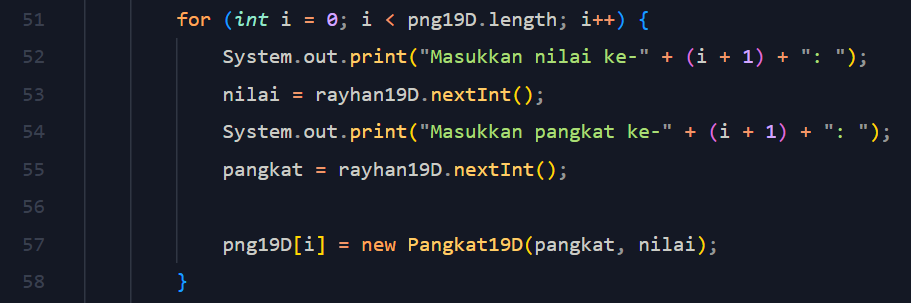 51 for (int i = 0; i < png19D.length; i++) {
52 System.out.print("Masukkan nilai ke-" + (i + 1) + ": ");
53 nilai = rayhan19D.nextInt();
54 System.out.print("Masukkan pangkat ke-" + (i + 1) + ": ");
55 pangkat = rayhan19D.nextInt();
56
57 png19D[i] = new Pangkat19D(pangkat, nilai);
58 }